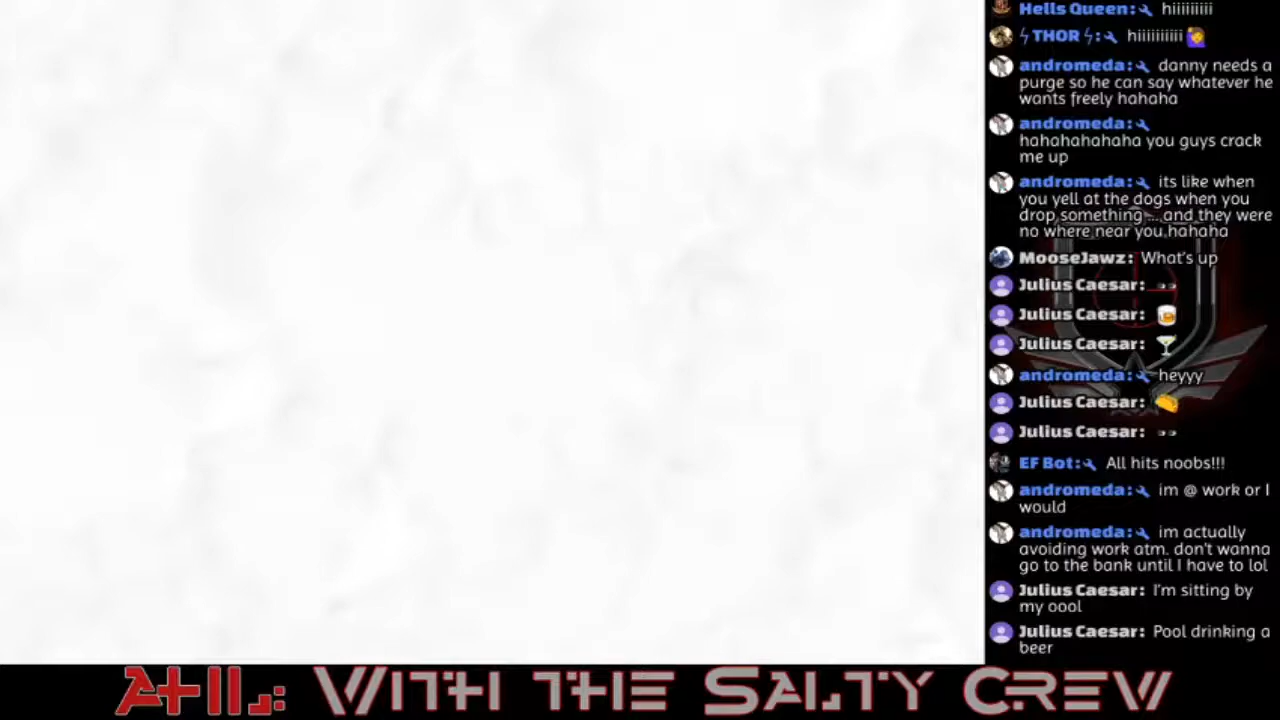 Hells Queen: hiiiiiiiii
⚡THOR⚡: hiiiiiiiiii🙋‍♀️
andromeda: danny needs a
purge so he can say whatever he
wants freely hahaha
andromeda:
hahahahahaha you guys crack
me up
andromeda: its like when
you yell at the dogs when you
drop something ... and they were
no where near you hahaha
MooseJawz: What's up
Julius Caesar: 👀
Julius Caesar: 🥃
Julius Caesar: 🍸
andromeda: heyyy
Julius Caesar: 🌮
Julius Caesar: 👀
EF Bot: All hits noobs!!!
andromeda: im @ work or I
would
andromeda: im actually
avoiding work atm. don't wanna
go to the bank until I have to lol
Julius Caesar: I'm sitting by
my oool
Julius Caesar: Pool drinking a
beer
With the Salty Crew